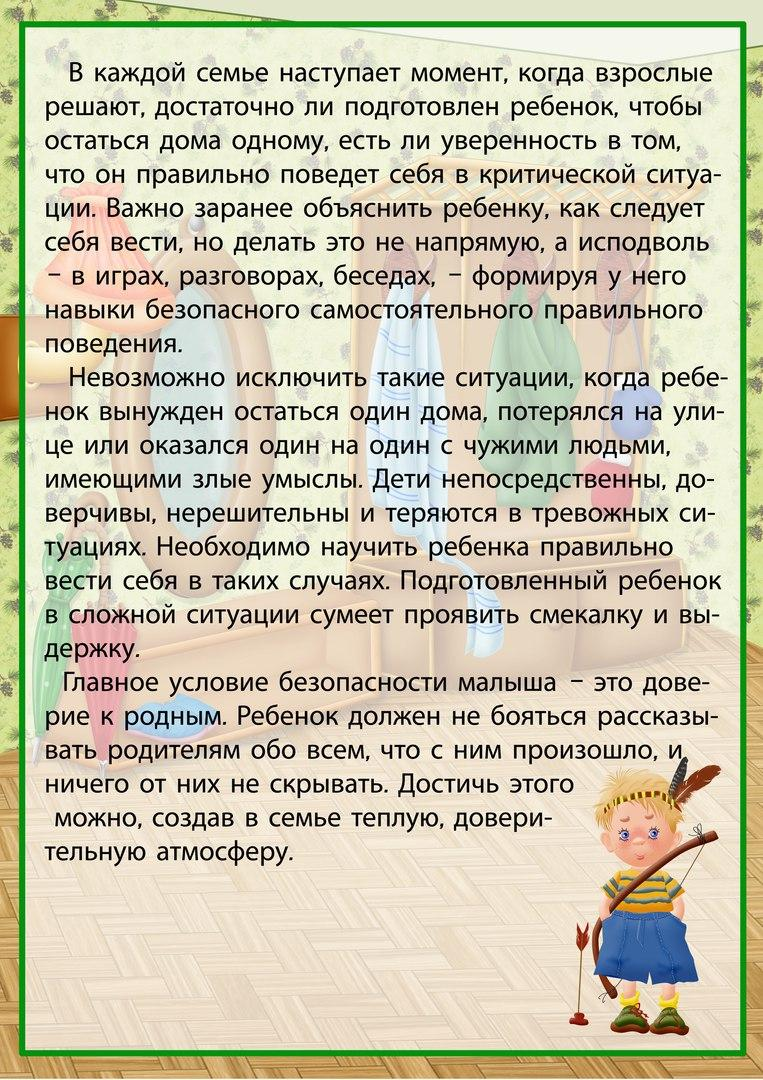 В каждой семье наступает момент, когда взрослые
решают, достаточно ли подготовлен ребенок, чтобы
остаться дома одному, есть ли уверенность в том,
что он правильно поведет себя в критической ситуа-
ции. Важно заранее объяснить ребенку, как следует
себя вести, но делать это не напрямую, а исподволь
– в играх, разговорах, беседах, – формируя у него
навыки безопасного самостоятельного правильного
поведения.
Невозможно исключить такие ситуации, когда ребе-
нок вынужден остаться один дома, потерялся на ули-
це или оказался один на один с чужими людьми,
имеющими злые умыслы. Дети непосредственны, до-
верчивы, нерешительны и теряются в тревожных си-
туациях. Необходимо научить ребенка правильно
вести себя в таких случаях. Подготовленный ребенок
в сложной ситуации сумеет проявить смекалку и вы-
держку.
Главное условие безопасности малыша – это дове-
рие к родным. Ребенок должен не бояться рассказы-
вать родителям обо всем, что с ним произошло, и
ничего от них не скрывать. Достичь этого
можно, создав в семье теплую, довери-
тельную атмосферу.